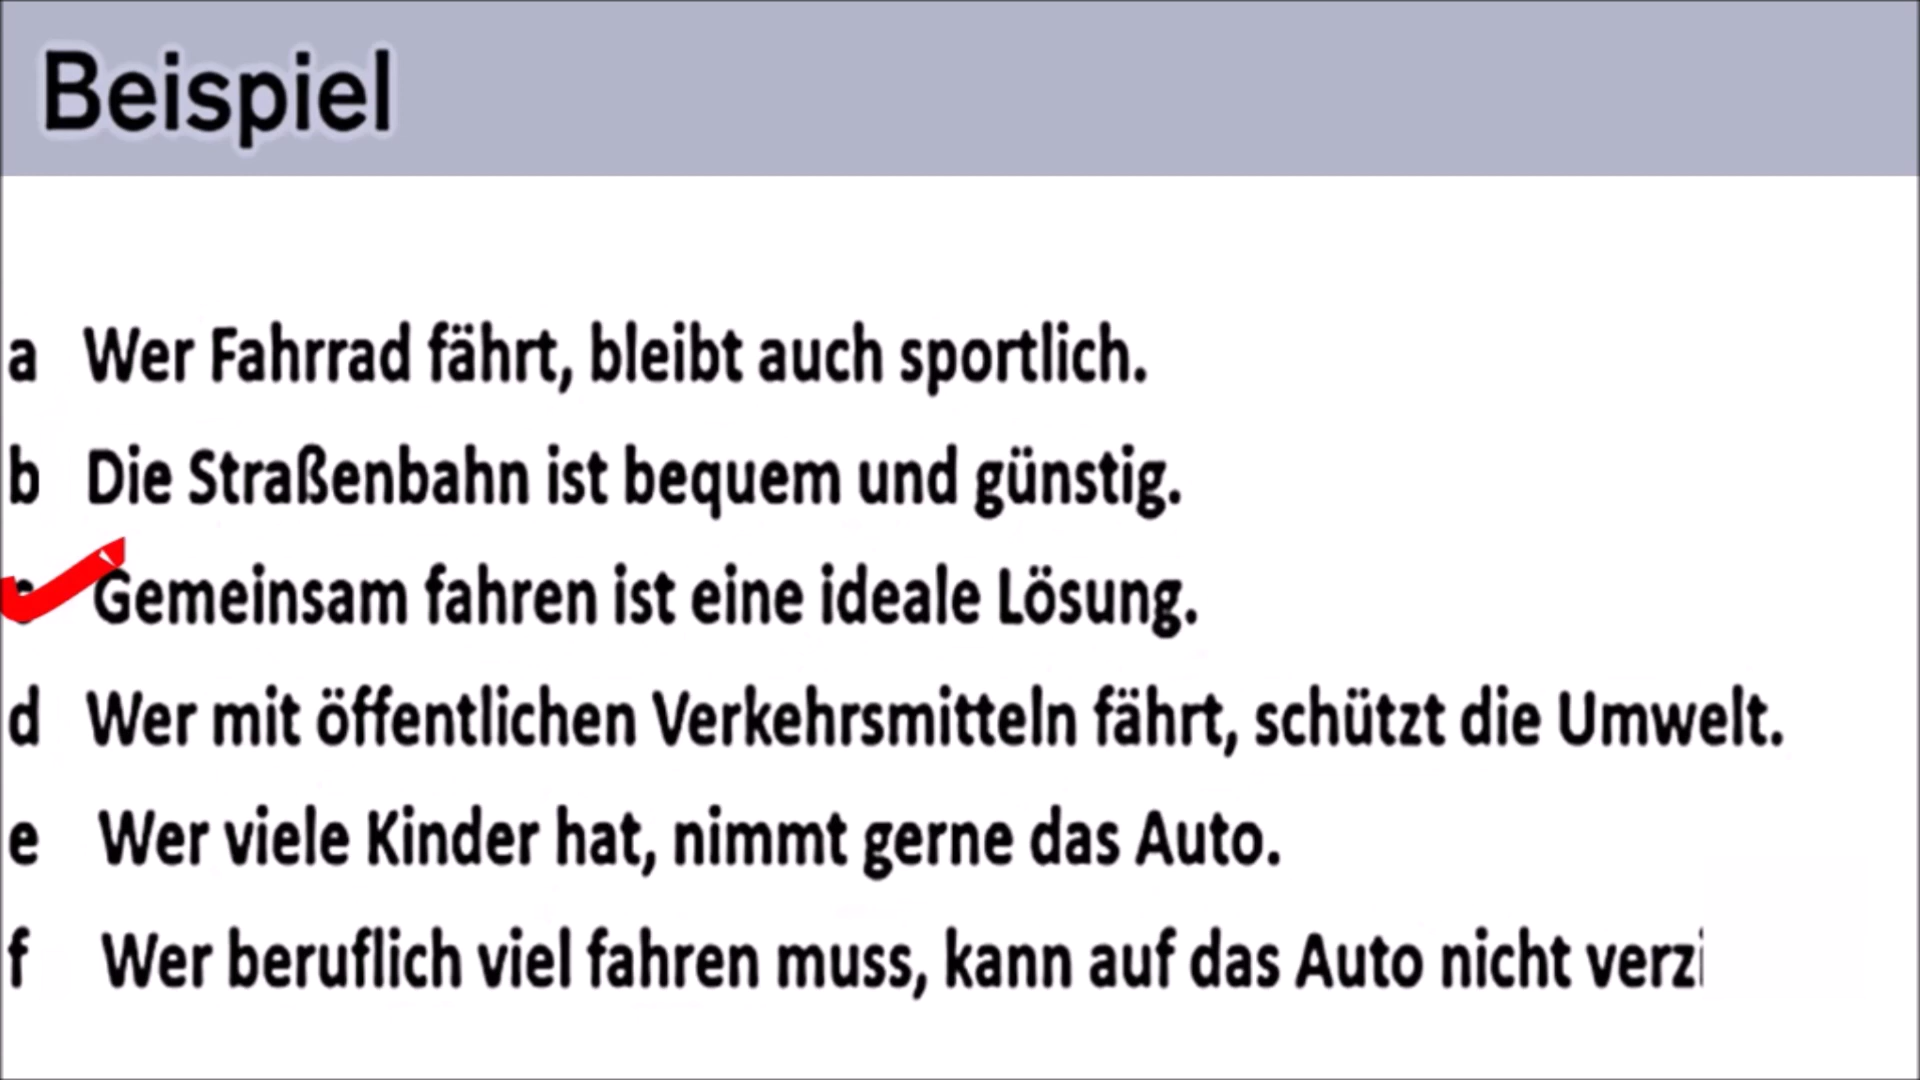 Beispiel
a Wer Fahrrad fährt, bleibt auch sportlich.
b Die Straßenbahn ist bequem und günstig.
Gemeinsam fahren ist eine ideale Lösung.
d Wer mit öffentlichen Verkehrsmitteln fährt, schützt die Umwelt.
e Wer viele Kinder hat, nimmt gerne das Auto.
f Wer beruflich viel fahren muss, kann auf das Auto nicht verzi